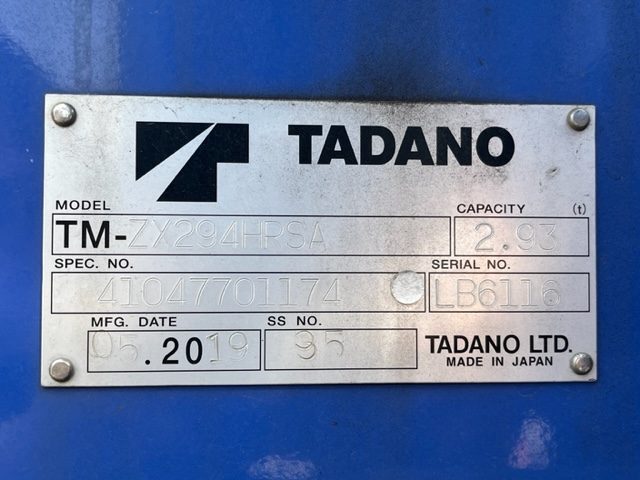 TADANO
MODEL
TM-ZX294HPSA
CAPACITY (t)
2.93
SPEC. NO.
41047701174
SERIAL NO.
LB6116
MFG. DATE
05.2019
SS NO.
95
TADANO LTD.
MADE IN JAPAN